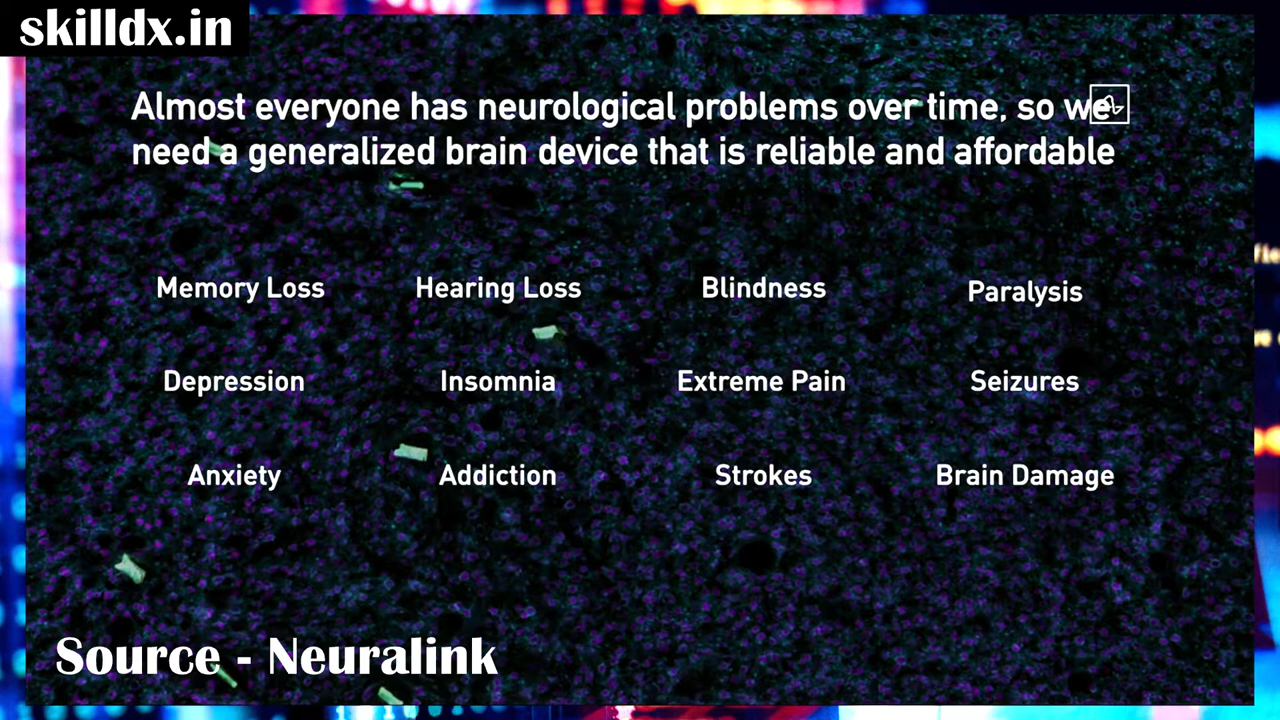 skilldx.in
Almost everyone has neurological problems over time, so we
need a generalized brain device that is reliable and affordable
Memory Loss Hearing Loss Blindness Paralysis
Depression Insomnia Extreme Pain Seizures
Anxiety Addiction Strokes Brain Damage
Source - Neuralink